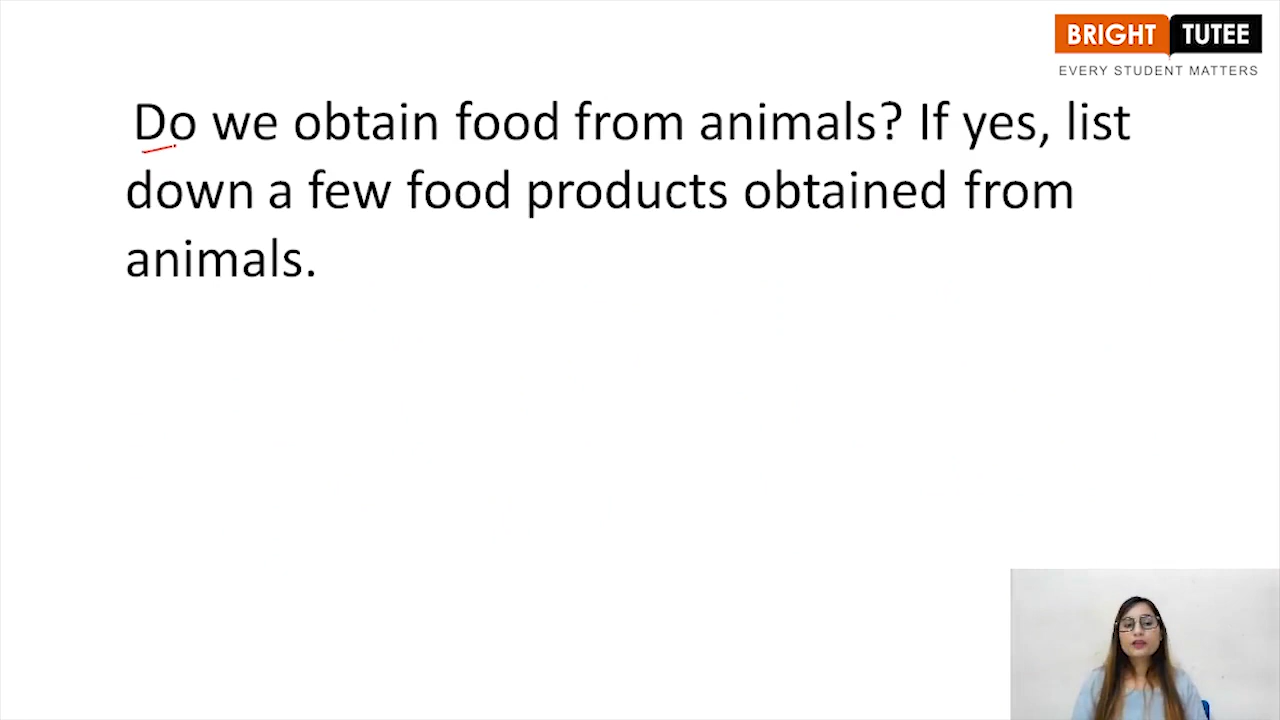 BRIGHT TUTEE
EVERY STUDENT MATTERS
Do we obtain food from animals? If yes, list
down a few food products obtained from
animals.